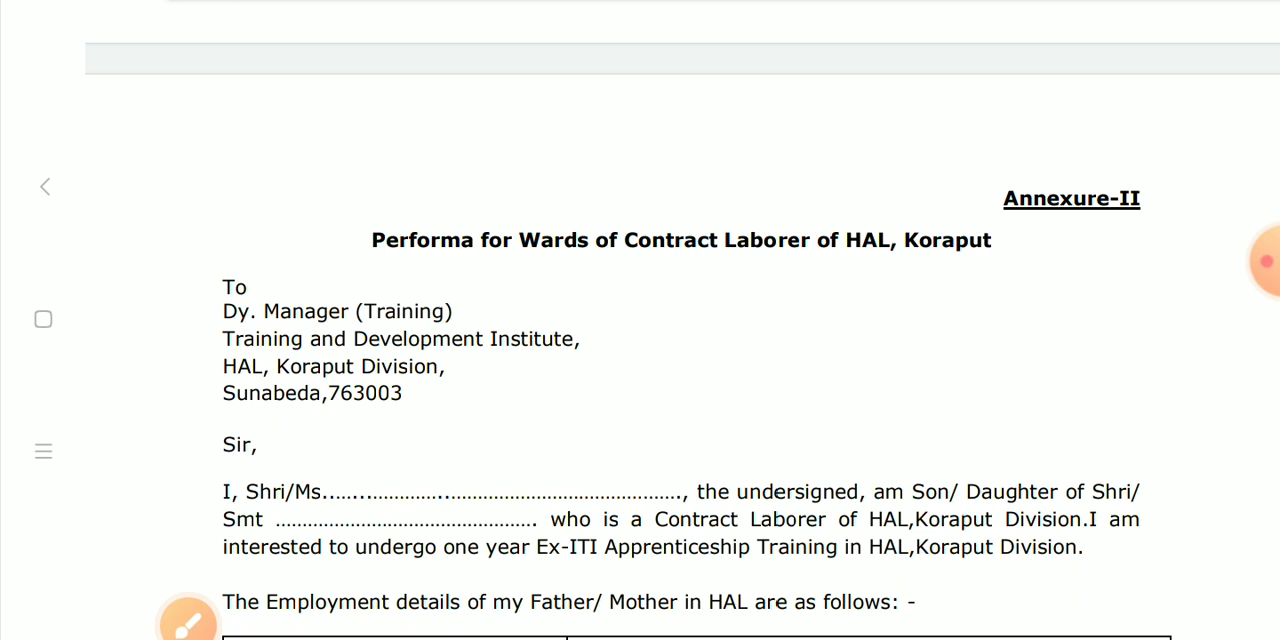 Annexure-II
Performa for Wards of Contract Laborer of HAL, Koraput
To
Dy. Manager (Training)
Training and Development Institute,
HAL, Koraput Division,
Sunabeda,763003
Sir,
I, Shri/Ms..................................................................., the undersigned, am Son/ Daughter of Shri/
Smt ................................................. who is a Contract Laborer of HAL,Koraput Division.I am
interested to undergo one year Ex-ITI Apprenticeship Training in HAL,Koraput Division.
The Employment details of my Father/ Mother in HAL are as follows: -